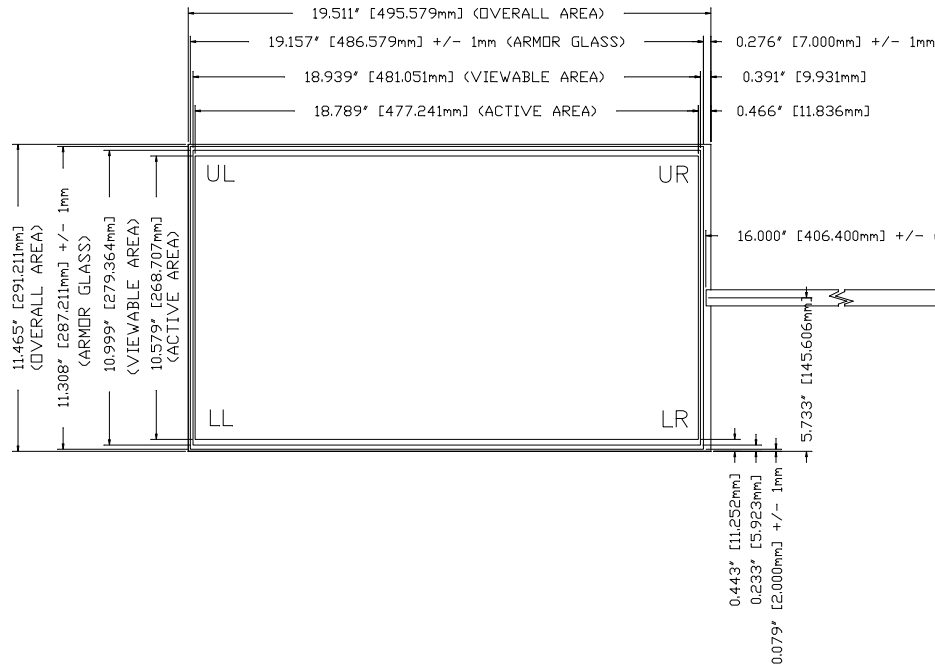 19.511" [495.579mm] (OVERALL AREA)
19.157" [486.579mm] +/- 1mm (ARMOR GLASS)
0.276" [7.000mm] +/- 1mm
18.939" [481.051mm] (VIEWABLE AREA)
0.391" [9.931mm]
18.789" [477.241mm] (ACTIVE AREA)
0.466" [11.836mm]
UL
UR
11.465" [291.211mm]
(OVERALL AREA)
11.308" [287.211mm] +/- 1mm
(ARMOR GLASS)
10.999" [279.364mm]
(VIEWABLE AREA)
10.579" [268.707mm]
(ACTIVE AREA)
16.000" [406.400mm] +/-
5.733" [145.606mm]
LL
LR
0.443" [11.252mm]
0.233" [5.923mm]
0.079" [2.000mm] +/- 1mm